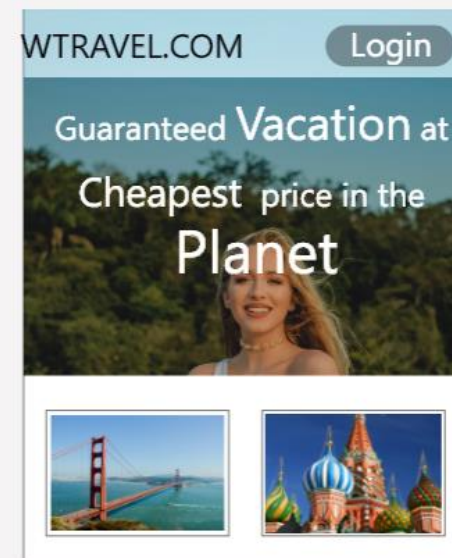 WTRAVEL.COM Login
Guaranteed Vacation at
Cheapest price in the
Planet